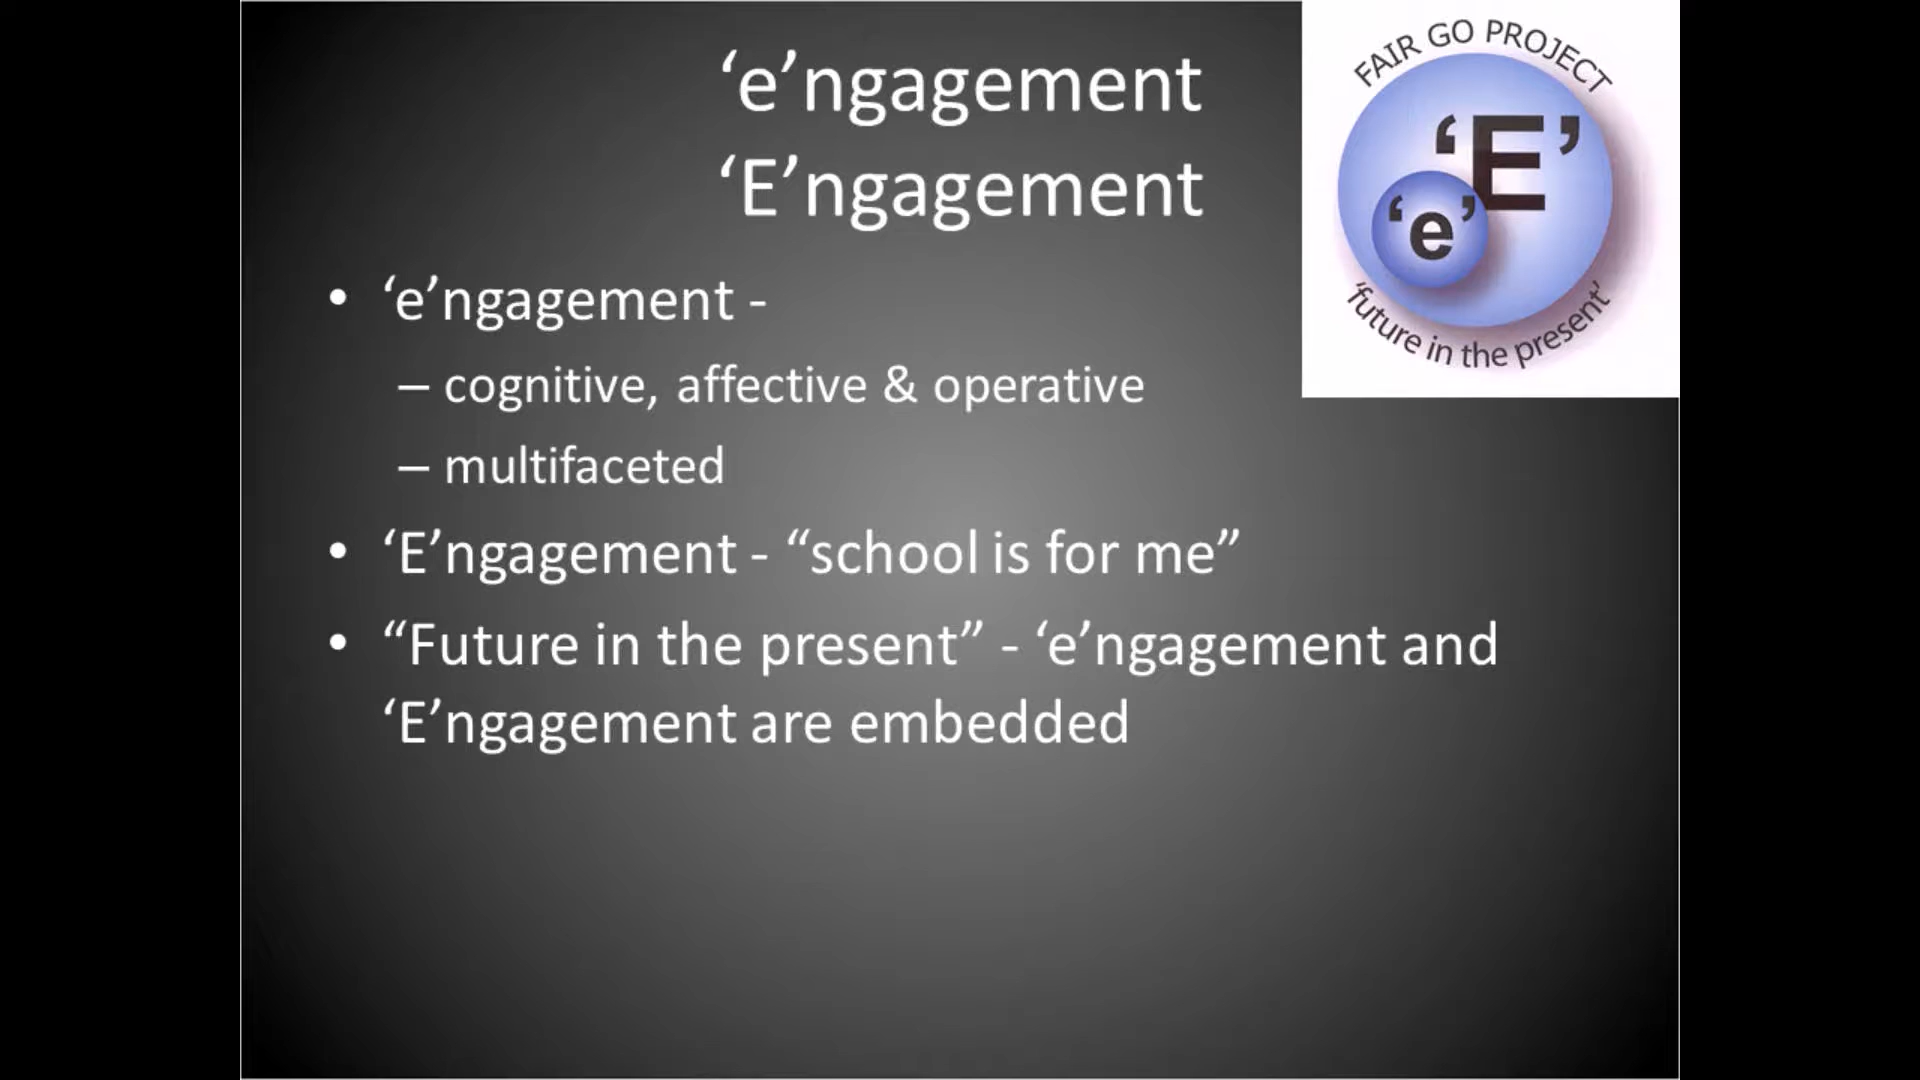 ‘e’ngagement
‘E’ngagement
FAIR GO PROJECT
‘E’
‘e’
‘future in the present’
• ‘e’ngagement -
– cognitive, affective & operative
– multifaceted
• ‘E’ngagement - “school is for me”
• “Future in the present” - ‘e’ngagement and
‘E’ngagement are embedded